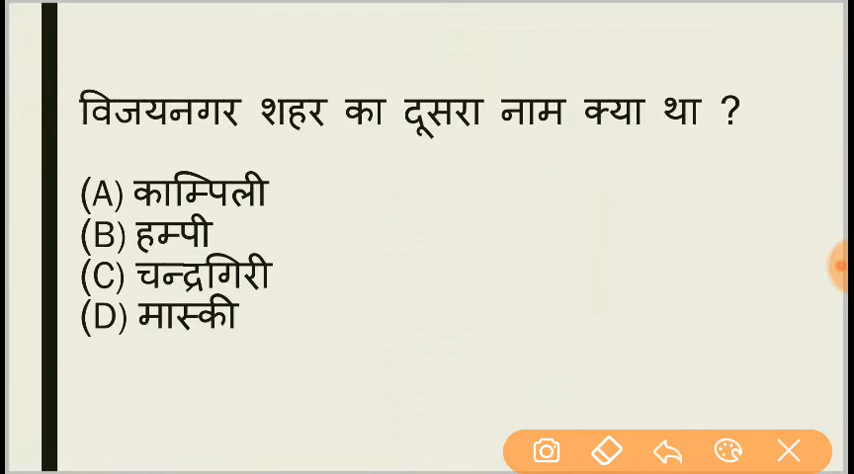 विजयनगर शहर का दूसरा नाम क्या था ?
(A) काम्पिली
(B) हम्पी
(C) चन्द्रगिरी
(D) मास्की